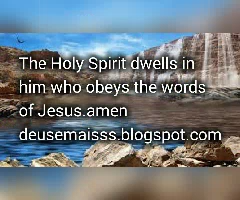 The Holy Spirit dwells in
him who obeys the words
of Jesus.amen
deusemaisss.blogspot.com